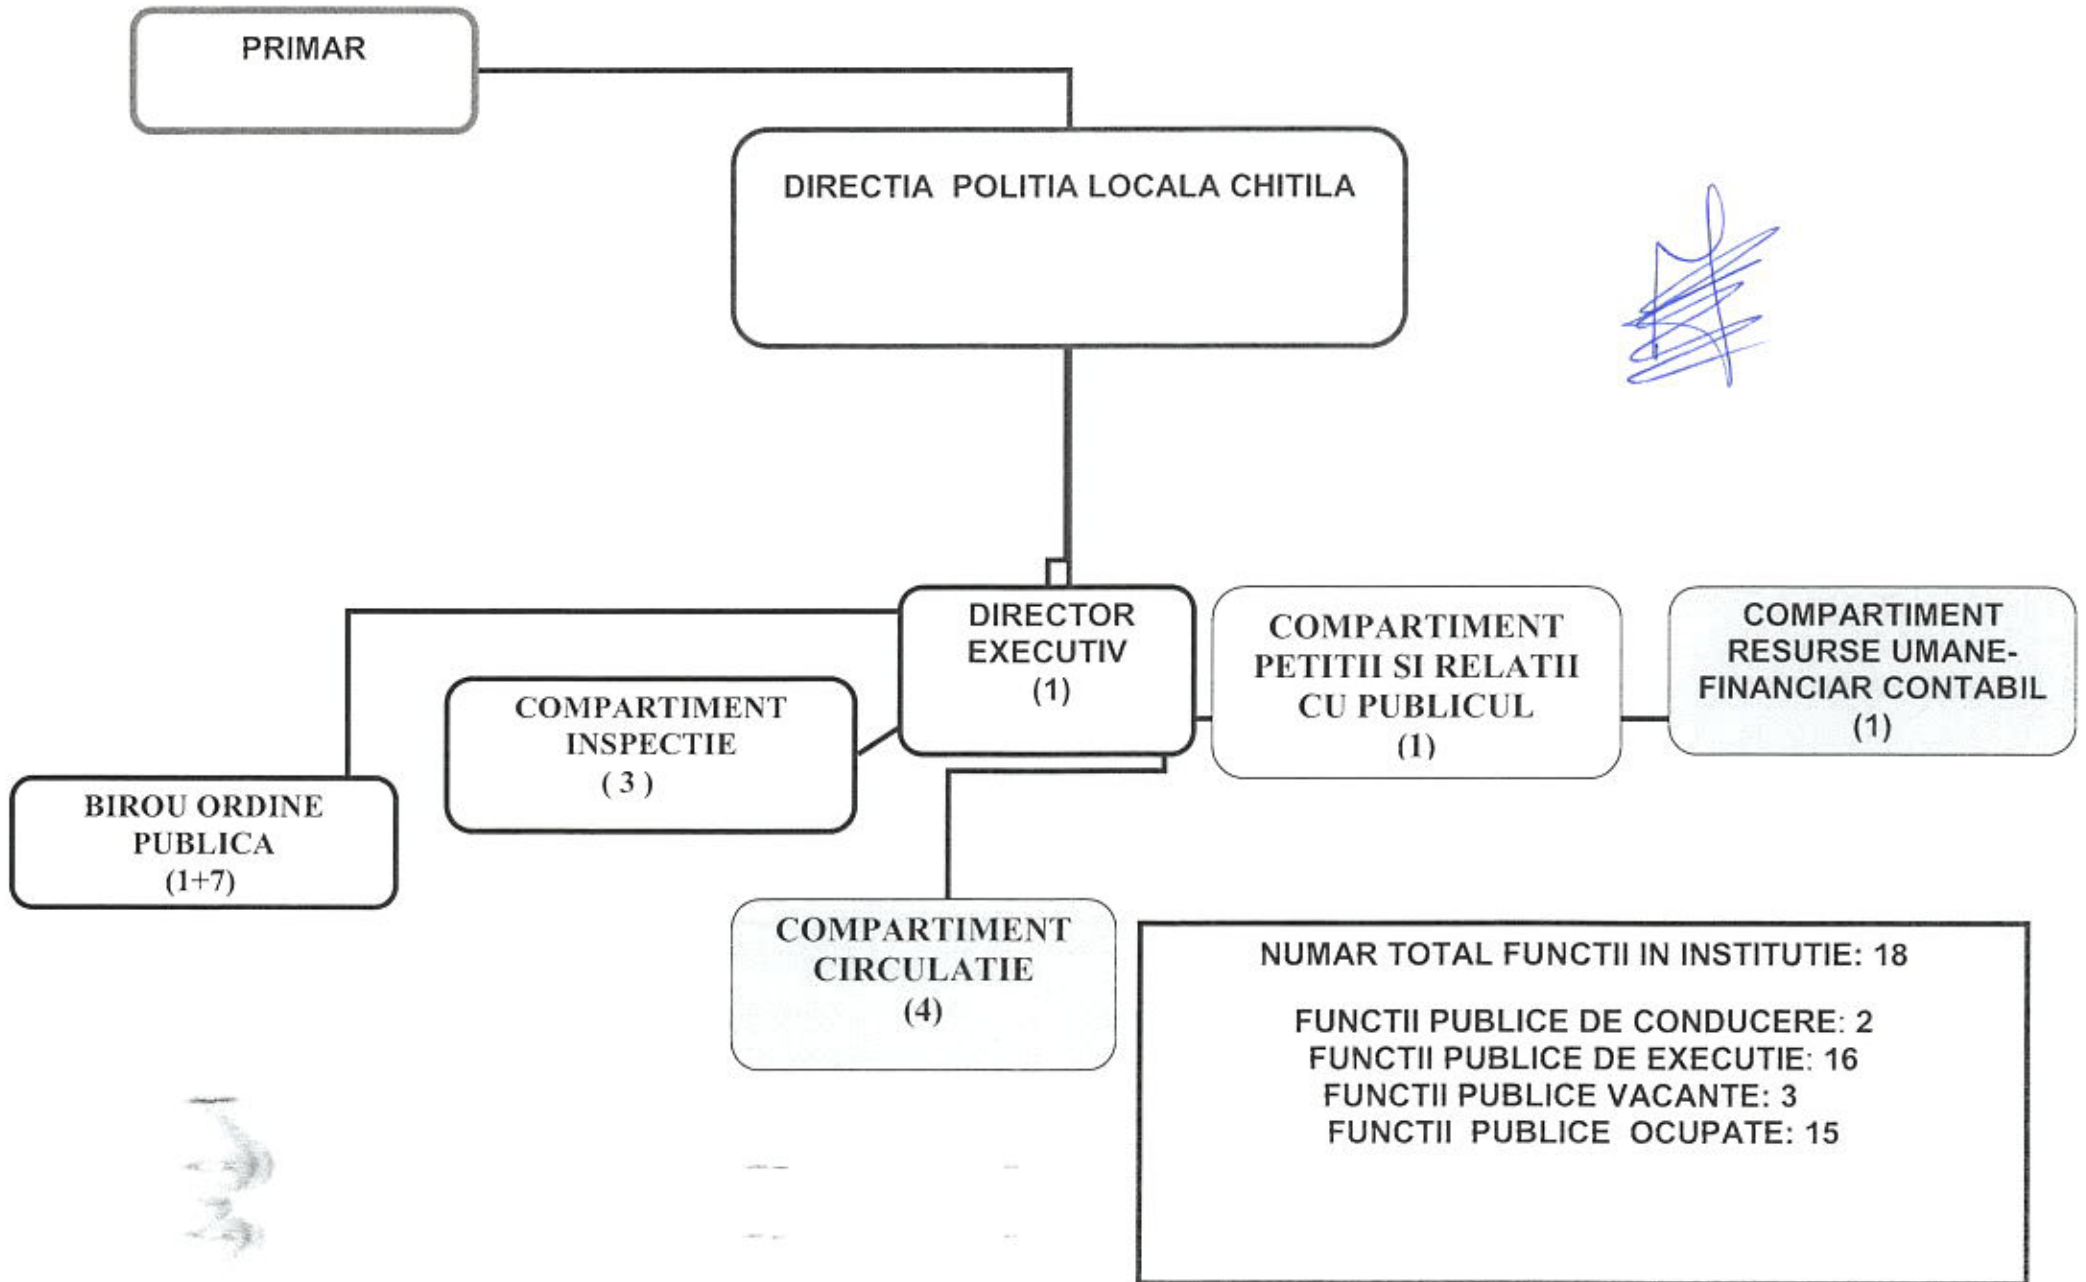 PRIMAR
DIRECTIA POLITIA LOCALA CHITILA
DIRECTOR
EXECUTIV
(1)
COMPARTIMENT
PETITII SI RELATII
CU PUBLICUL
(1)
COMPARTIMENT
RESURSE UMANE-
FINANCIAR CONTABIL
(1)
COMPARTIMENT
INSPECTIE
( 3 )
BIROU ORDINE
PUBLICA
(1+7)
COMPARTIMENT
CIRCULATIE
(4)
NUMAR TOTAL FUNCTII IN INSTITUTIE: 18
FUNCTII PUBLICE DE CONDUCERE: 2
FUNCTII PUBLICE DE EXECUTIE: 16
FUNCTII PUBLICE VACANTE: 3
FUNCTII PUBLICE OCUPATE: 15